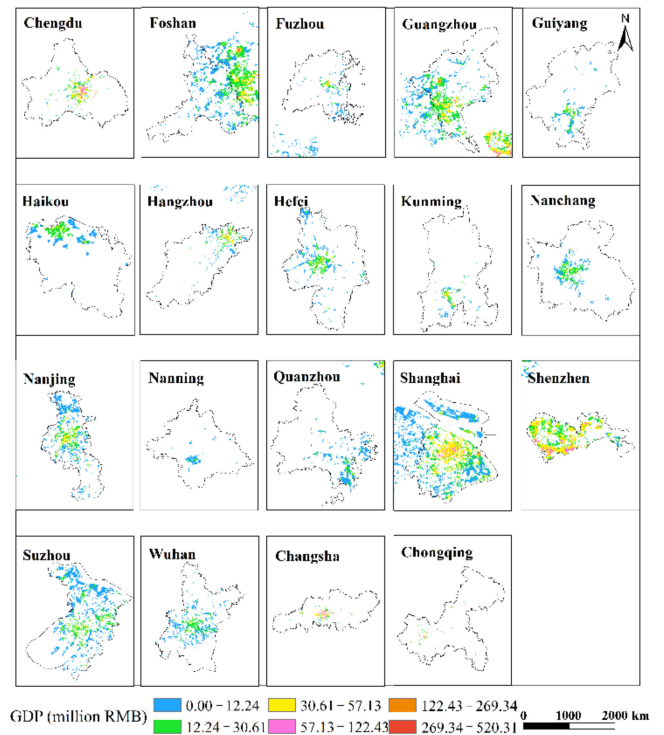 Chengdu Foshan Fuzhou Guangzhou Guiyang N
Haikou Hangzhou Hefei Kunming Nanchang
Nanjing Nanning Quanzhou Shanghai Shenzhen
Suzhou Wuhan Changsha Chongqing
GDP (million RMB) 0.00 – 12.24 30.61 – 57.13 122.43 – 269.34 0 1000 2000 km
12.24 – 30.61 57.13 – 122.43 269.34 – 520.31